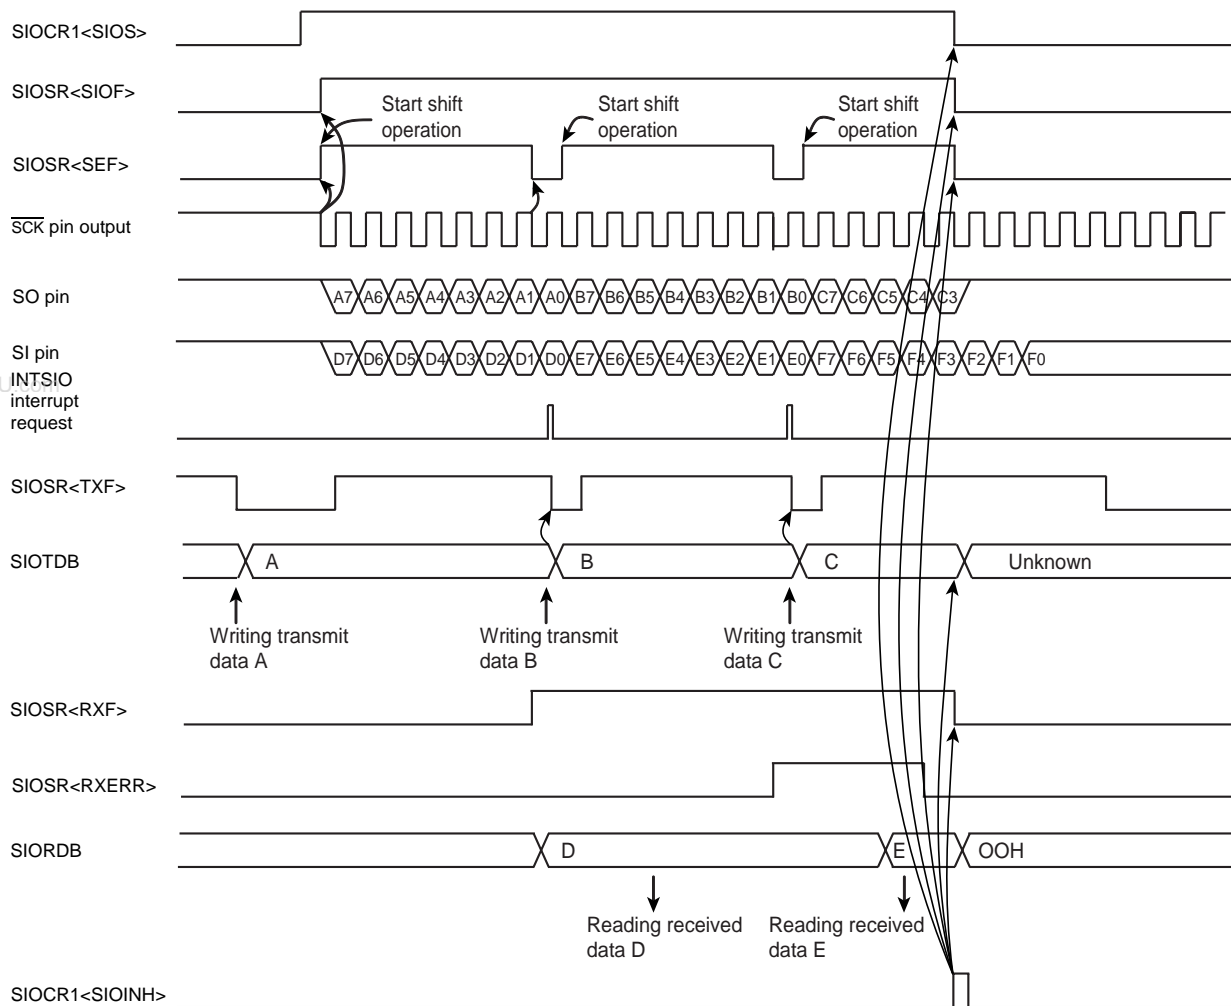 SIOCR1<SIOS>
SIOSR<SIOF>
Start shift
operation
Start shift
operation
Start shift
operation
SIOSR<SEF>
SCK pin output
SO pin
A7 A6 A5 A4 A3 A2 A1 A0 B7 B6 B5 B4 B3 B2 B1 B0 C7 C6 C5 C4 C3
SI pin
D7 D6 D5 D4 D3 D2 D1 D0 E7 E6 E5 E4 E3 E2 E1 E0 F7 F6 F5 F4 F3 F2 F1 F0
INTSIO
interrupt
request
SIOSR<TXF>
SIOTDB
A
B
C
Unknown
Writing transmit
data A
Writing transmit
data B
Writing transmit
data C
SIOSR<RXF>
SIOSR<RXERR>
SIORDB
D
E
OOH
Reading received
data D
Reading received
data E
SIOCR1<SIOINH>